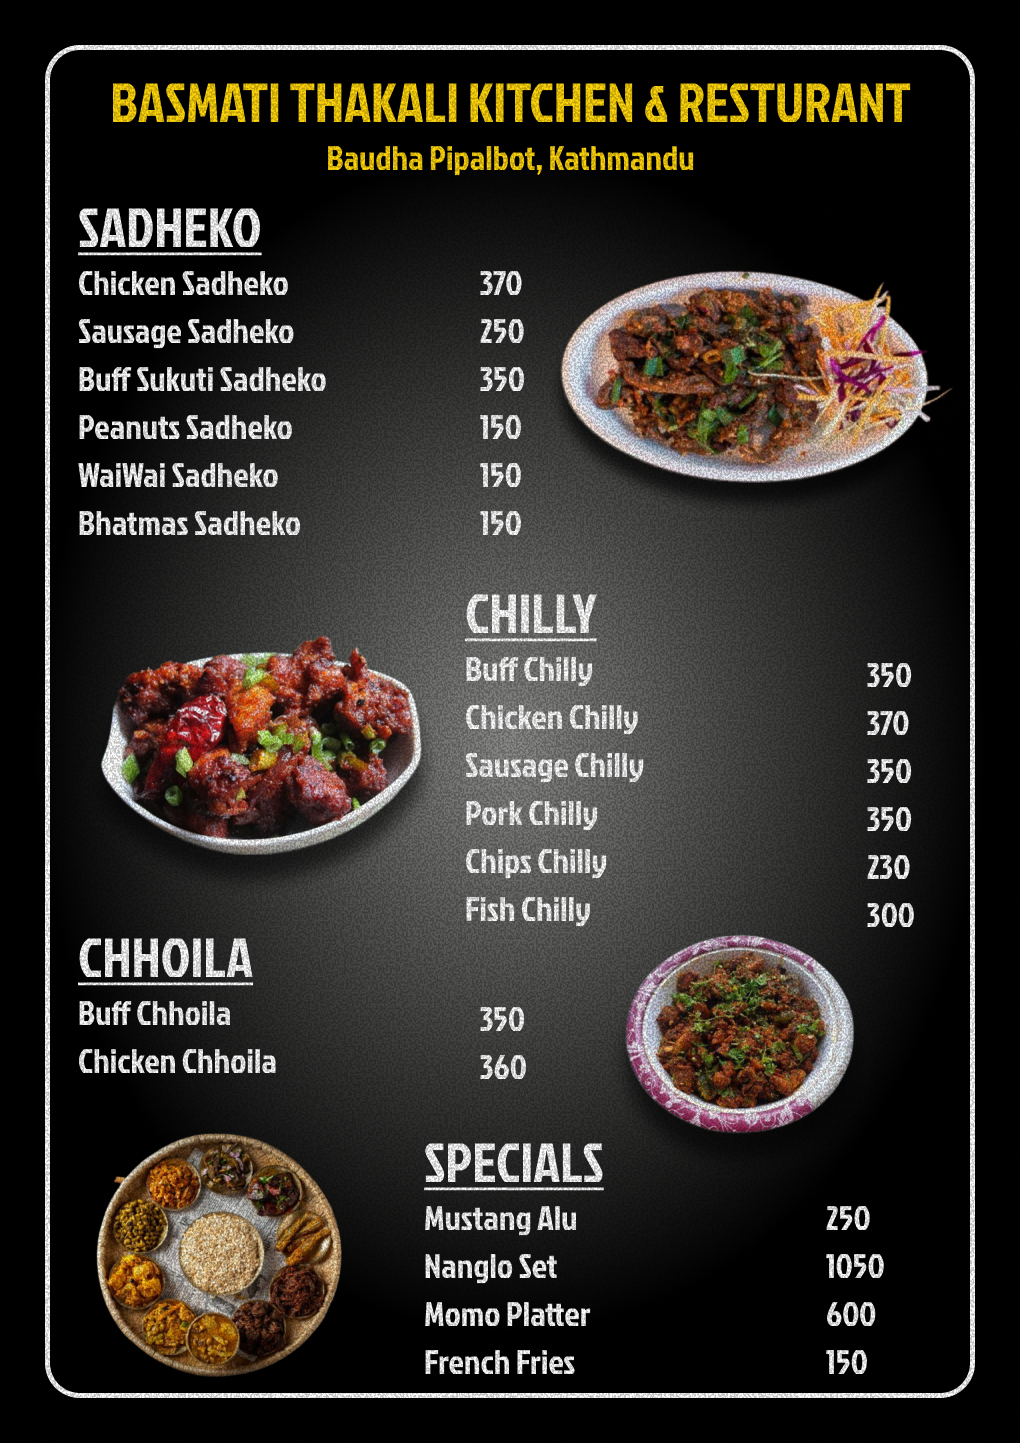 BASMATI THAKALI KITCHEN & RESTURANT
Baudha Pipalbot, Kathmandu
SADHEKO
Chicken Sadheko 370
Sausage Sadheko 250
Buff Sukuti Sadheko 350
Peanuts Sadheko 150
WaiWai Sadheko 150
Bhatmas Sadheko 150
CHILLY
Buff Chilly 350
Chicken Chilly 370
Sausage Chilly 350
Pork Chilly 350
Chips Chilly 230
Fish Chilly 300
CHHOILA
Buff Chhoila 350
Chicken Chhoila 360
SPECIALS
Mustang Alu 250
Nanglo Set 1050
Momo Platter 600
French Fries 150